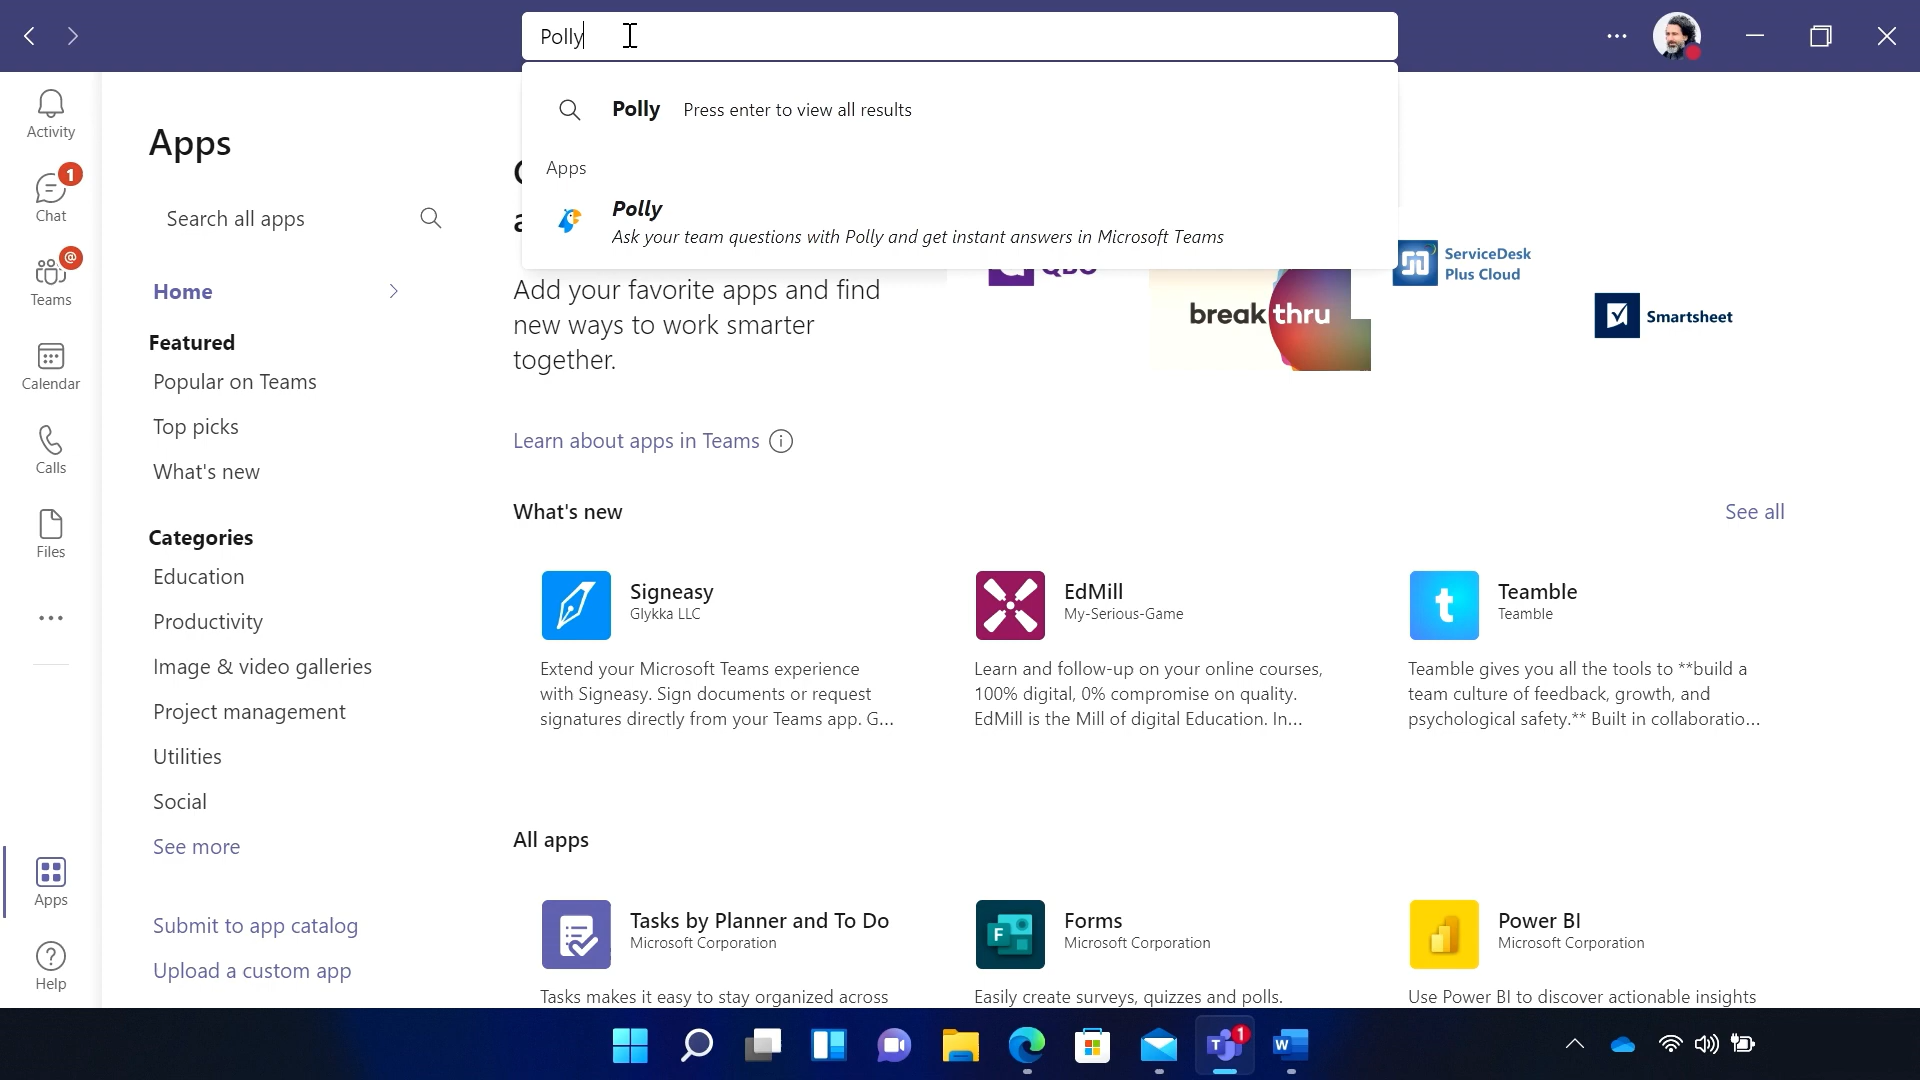 Polly
Polly Press enter to view all results
Apps
Polly
Ask your team questions with Polly and get instant answers in Microsoft Teams
Activity
1
Chat
@
Teams
Calendar
Calls
Files
Apps
Help
Apps
Search all apps
Home
Featured
Popular on Teams
Top picks
What's new
Categories
Education
Productivity
Image & video galleries
Project management
Utilities
Social
See more
Submit to app catalog
Upload a custom app
Add your favorite apps and find
new ways to work smarter
together.
QBO
break thru
ServiceDesk
Plus Cloud
Smartsheet
Learn about apps in Teams
What's new
See all
Signeasy
Glykka LLC
Extend your Microsoft Teams experience
with Signeasy. Sign documents or request
signatures directly from your Teams app. G...
EdMill
My-Serious-Game
Learn and follow-up on your online courses,
100% digital, 0% compromise on quality.
EdMill is the Mill of digital Education. In...
t
Teamble
Teamble
Teamble gives you all the tools to **build a
team culture of feedback, growth, and
psychological safety.** Built in collaboratio...
All apps
Tasks by Planner and To Do
Microsoft Corporation
Tasks makes it easy to stay organized across
F
Forms
Microsoft Corporation
Easily create surveys, quizzes and polls.
Power BI
Microsoft Corporation
Use Power BI to discover actionable insights
T
1
W